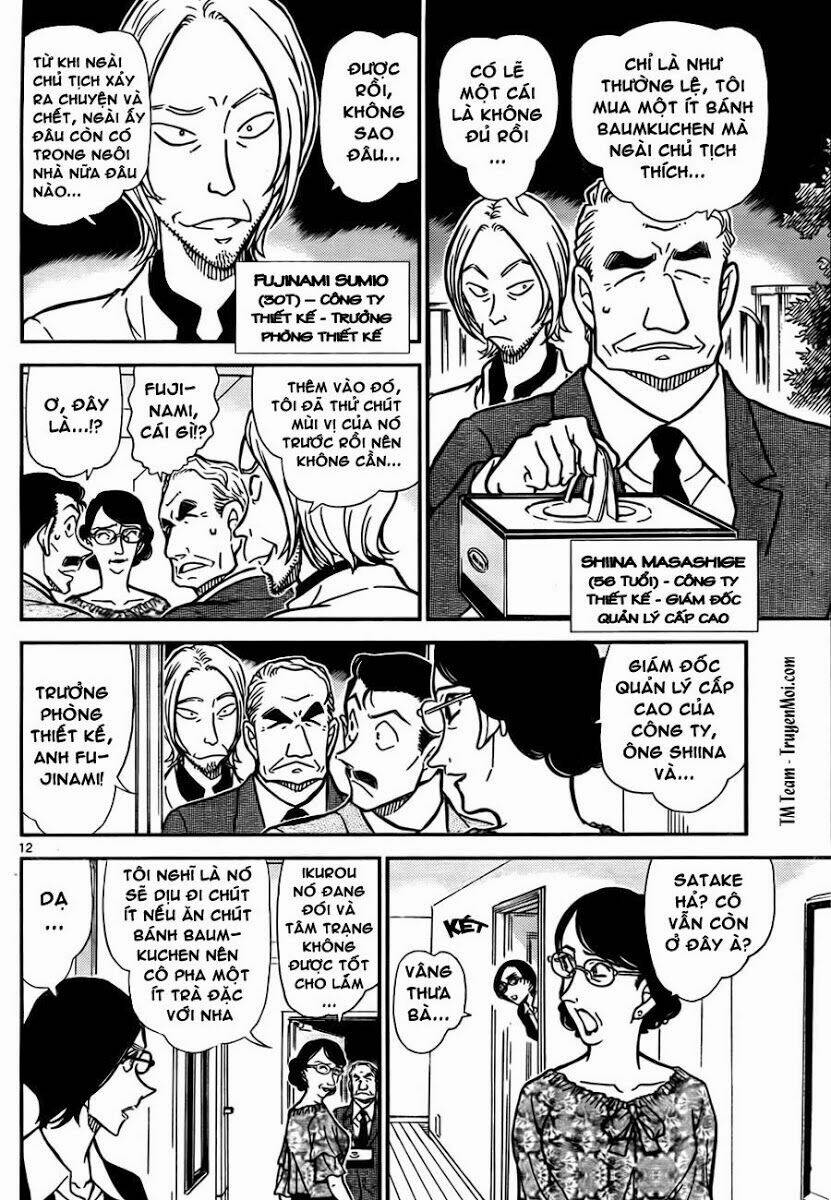 CHỈ LÀ NHƯ
THƯỜNG LỆ, TÔI
MUA MỘT ÍT BÁNH
BAUMKUCHEN MÀ
NGÀI CHỦ TỊCH
THÍCH...
CÓ LẼ
MỘT CÁI
LÀ KHÔNG
ĐỦ RỒI
...
SHIINA MASASHIGE
(56 TUỔI) - CÔNG TY
THIẾT KẾ - GIÁM ĐỐC
QUẢN LÝ CẤP CAO
ĐƯỢC
RỒI,
KHÔNG
SAO
ĐÂU...
TỪ KHI NGÀI
CHỦ TỊCH XẢY
RA CHUYỆN VÀ
CHẾT, NGÀI ẤY
ĐÂU CÒN CÓ
TRONG NGÔI
NHÀ NỮA ĐÂU
NÀO...
FUJINAMI SUMIO
(30T) – CÔNG TY
THIẾT KẾ - TRƯỞNG
PHÒNG THIẾT KẾ
THÊM VÀO ĐÓ,
TÔI ĐÃ THỬ CHÚT
MÙI VỊ CỦA NÓ
TRƯỚC RỒI NÊN
KHÔNG CẦN...
FUJI-
NAMI,
CÁI GÌ!?
Ơ, ĐÂY
LÀ...!?
GIÁM ĐỐC
QUẢN LÝ CẤP
CAO CỦA
CÔNG TY,
ÔNG SHIINA
VÀ...
TRƯỞNG
PHÒNG
THIẾT KẾ,
ANH FU-
JINAMI!
TM Team - TruyenMoi.com
12
SATAKE
HẢ? CÔ
VẪN CÒN
Ở ĐÂY À?
KÉT
VÂNG
THƯA
BÀ...
IKUROU
NÓ ĐANG
ĐÓI VÀ
TÂM TRẠNG
KHÔNG
ĐƯỢC TỐT
CHO LẮM
...
TÔI NGHĨ LÀ NÓ
SẼ DỊU ĐI CHÚT
ÍT NẾU ĂN CHÚT
BÁNH BAUM-
KUCHEN NÊN
CÔ PHA MỘT
ÍT TRÀ ĐẶC
VỚI NHA
DẠ
...